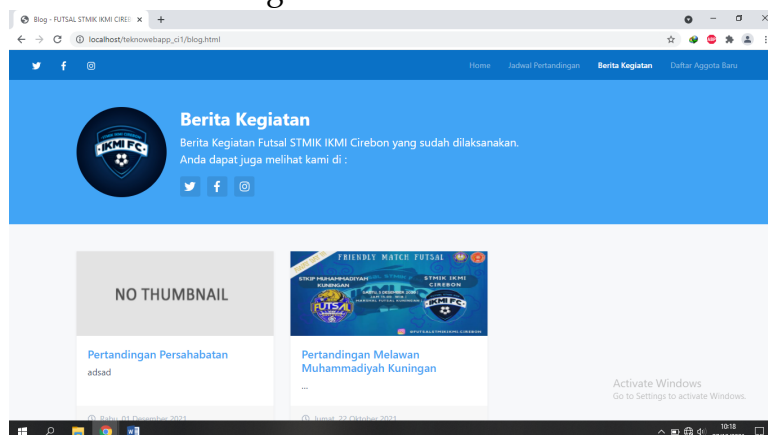 Blog - FUTSAL STMIK IKMI CIREB
localhost/teknowebapp_ci1/blog.html
Home Jadwal Pertandingan Berita Kegiatan Daftar Aggota Baru
IKMI FC
Berita Kegiatan
Berita Kegiatan Futsal STMIK IKMI Cirebon yang sudah dilaksanakan.
Anda dapat juga melihat kami di :
NO THUMBNAIL
FRIENDLY MATCH FUTSAL
STKIP MUHAMMADIYAH
KUNINGAN
STMIK IKMI
CIREBON
FUTSAL
IKMI FC
Pertandingan Persahabatan
adsad
Pertandingan Melawan
Muhammadiyah Kuningan
...
Rabu, 01 Desember 2021
Jumat, 22 Oktober 2021
Activate Windows
Go to Settings to activate Windows.
10:18